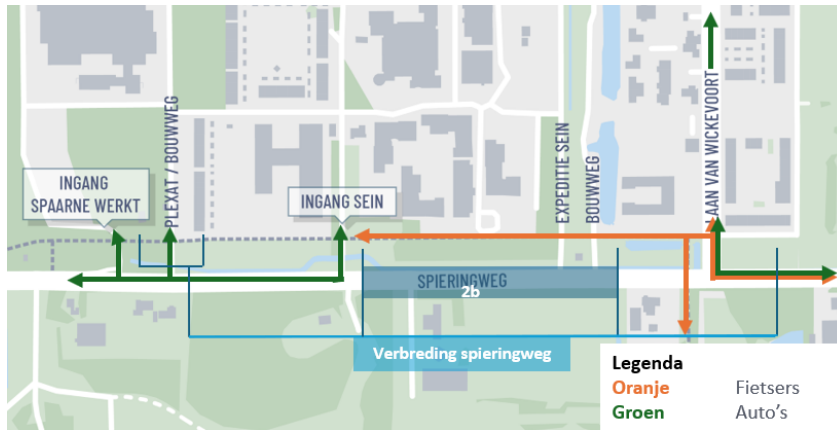 INGANG
SPAARNE WERKT
PLEXAT / BOUWWEG
INGANG SEIN
EXPEDITIE SEIN
BOUWWEG
LAAN VAN WICKEVOORT
SPIERINGWEG
2b
Verbreding spieringweg
Legenda
Oranje Fietsers
Groen Auto's